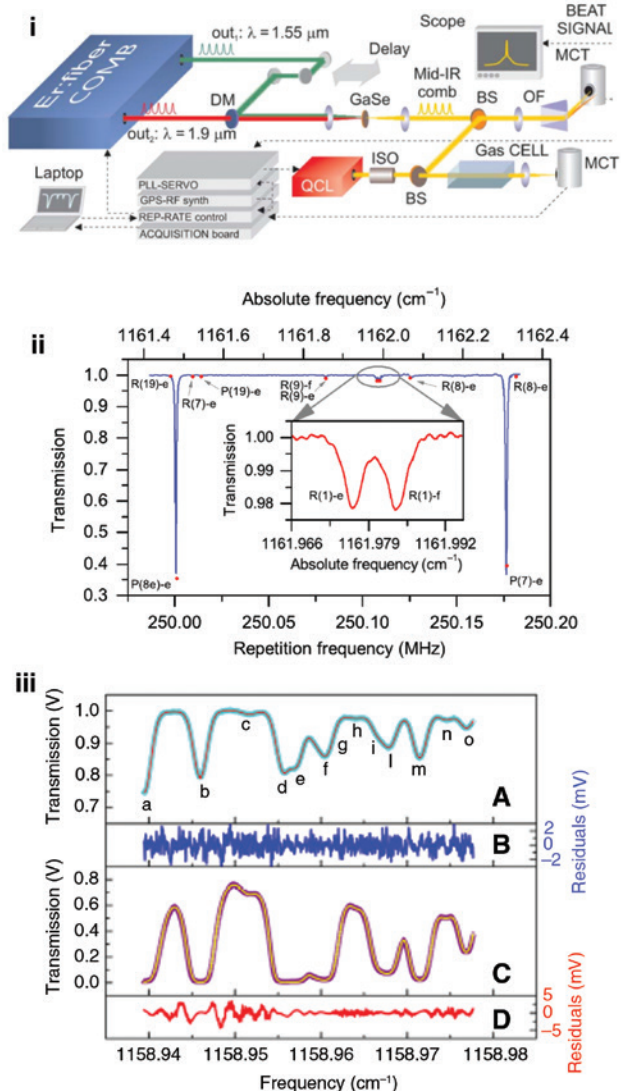 i
Er:fiber COMB
out₁: λ = 1.55 μm
out₂: λ = 1.9 μm
DM
Delay
GaSe
Mid-IR comb
Scope
BEAT SIGNAL
MCT
BS
OF
Laptop
PLL-SERVO
GPS-RF synth
REP-RATE control
ACQUISITION board
QCL
ISO
BS
Gas CELL
MCT
ii
Absolute frequency (cm⁻¹)
1161.4 1161.6 1161.8 1162.0 1162.2 1162.4
Transmission
1.0
0.9
0.8
0.7
0.6
0.5
0.4
0.3
R(19)-e
R(7)-e
P(19)-e
R(9)-f
R(9)-e
R(8)-e
R(8)-e
P(8e)-e
P(7)-e
Transmission
1.00
0.99
0.98
R(1)-e
R(1)-f
1161.966 1161.979 1161.992
Absolute frequency (cm⁻¹)
250.00 250.05 250.10 250.15 250.20
Repetition frequency (MHz)
iii
Transmission (V)
1.0
0.9
0.8
0.7
a b c d e f g h i l m n o
A
B
2
0
−2
Residuals (mV)
Transmission (V)
0.8
0.6
0.4
0.2
0.0
C
D
5
0
−5
Residuals (mV)
1158.94 1158.95 1158.96 1158.97 1158.98
Frequency (cm⁻¹)